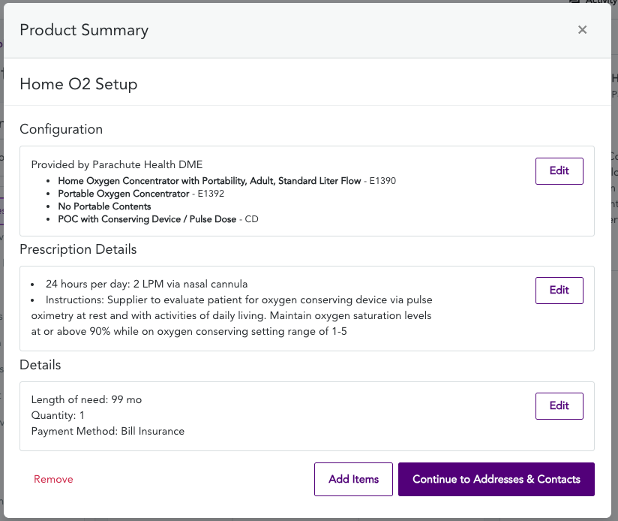 Activity
Product Summary
×
Home O2 Setup
Configuration
Provided by Parachute Health DME
Edit
• Home Oxygen Concentrator with Portability, Adult, Standard Liter Flow - E1390
• Portable Oxygen Concentrator - E1392
• No Portable Contents
• POC with Conserving Device / Pulse Dose - CD
Prescription Details
• 24 hours per day: 2 LPM via nasal cannula
Edit
• Instructions: Supplier to evaluate patient for oxygen conserving device via pulse
oximetry at rest and with activities of daily living. Maintain oxygen saturation levels
at or above 90% while on oxygen conserving setting range of 1-5
Details
Length of need: 99 mo
Edit
Quantity: 1
Payment Method: Bill Insurance
Remove
Add Items
Continue to Addresses & Contacts